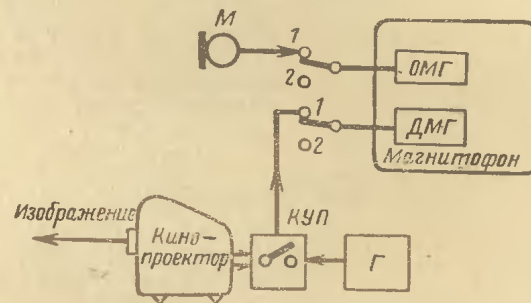 М
1
ОМГ
2
1
ДМГ
2
Магнитофон
Изображение
КУП
Кино-
проектор
Г